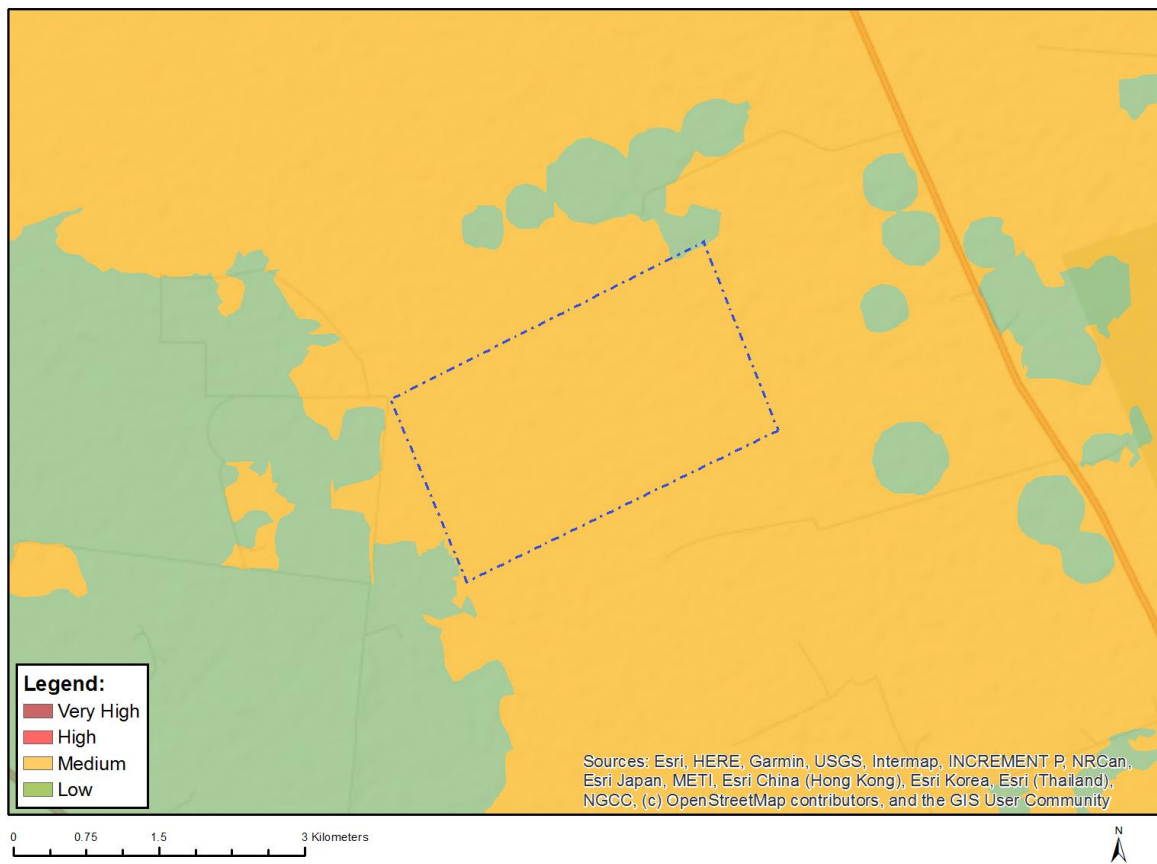 Legend:
Very High
High
Medium
Low
Sources: Esri, HERE, Garmin, USGS, Intermap, INCREMENT P, NRCan,
Esri Japan, METI, Esri China (Hong Kong), Esri Korea, Esri (Thailand),
NGCC, (c) OpenStreetMap contributors, and the GIS User Community
0 0.75 1.5 3 Kilometers
N